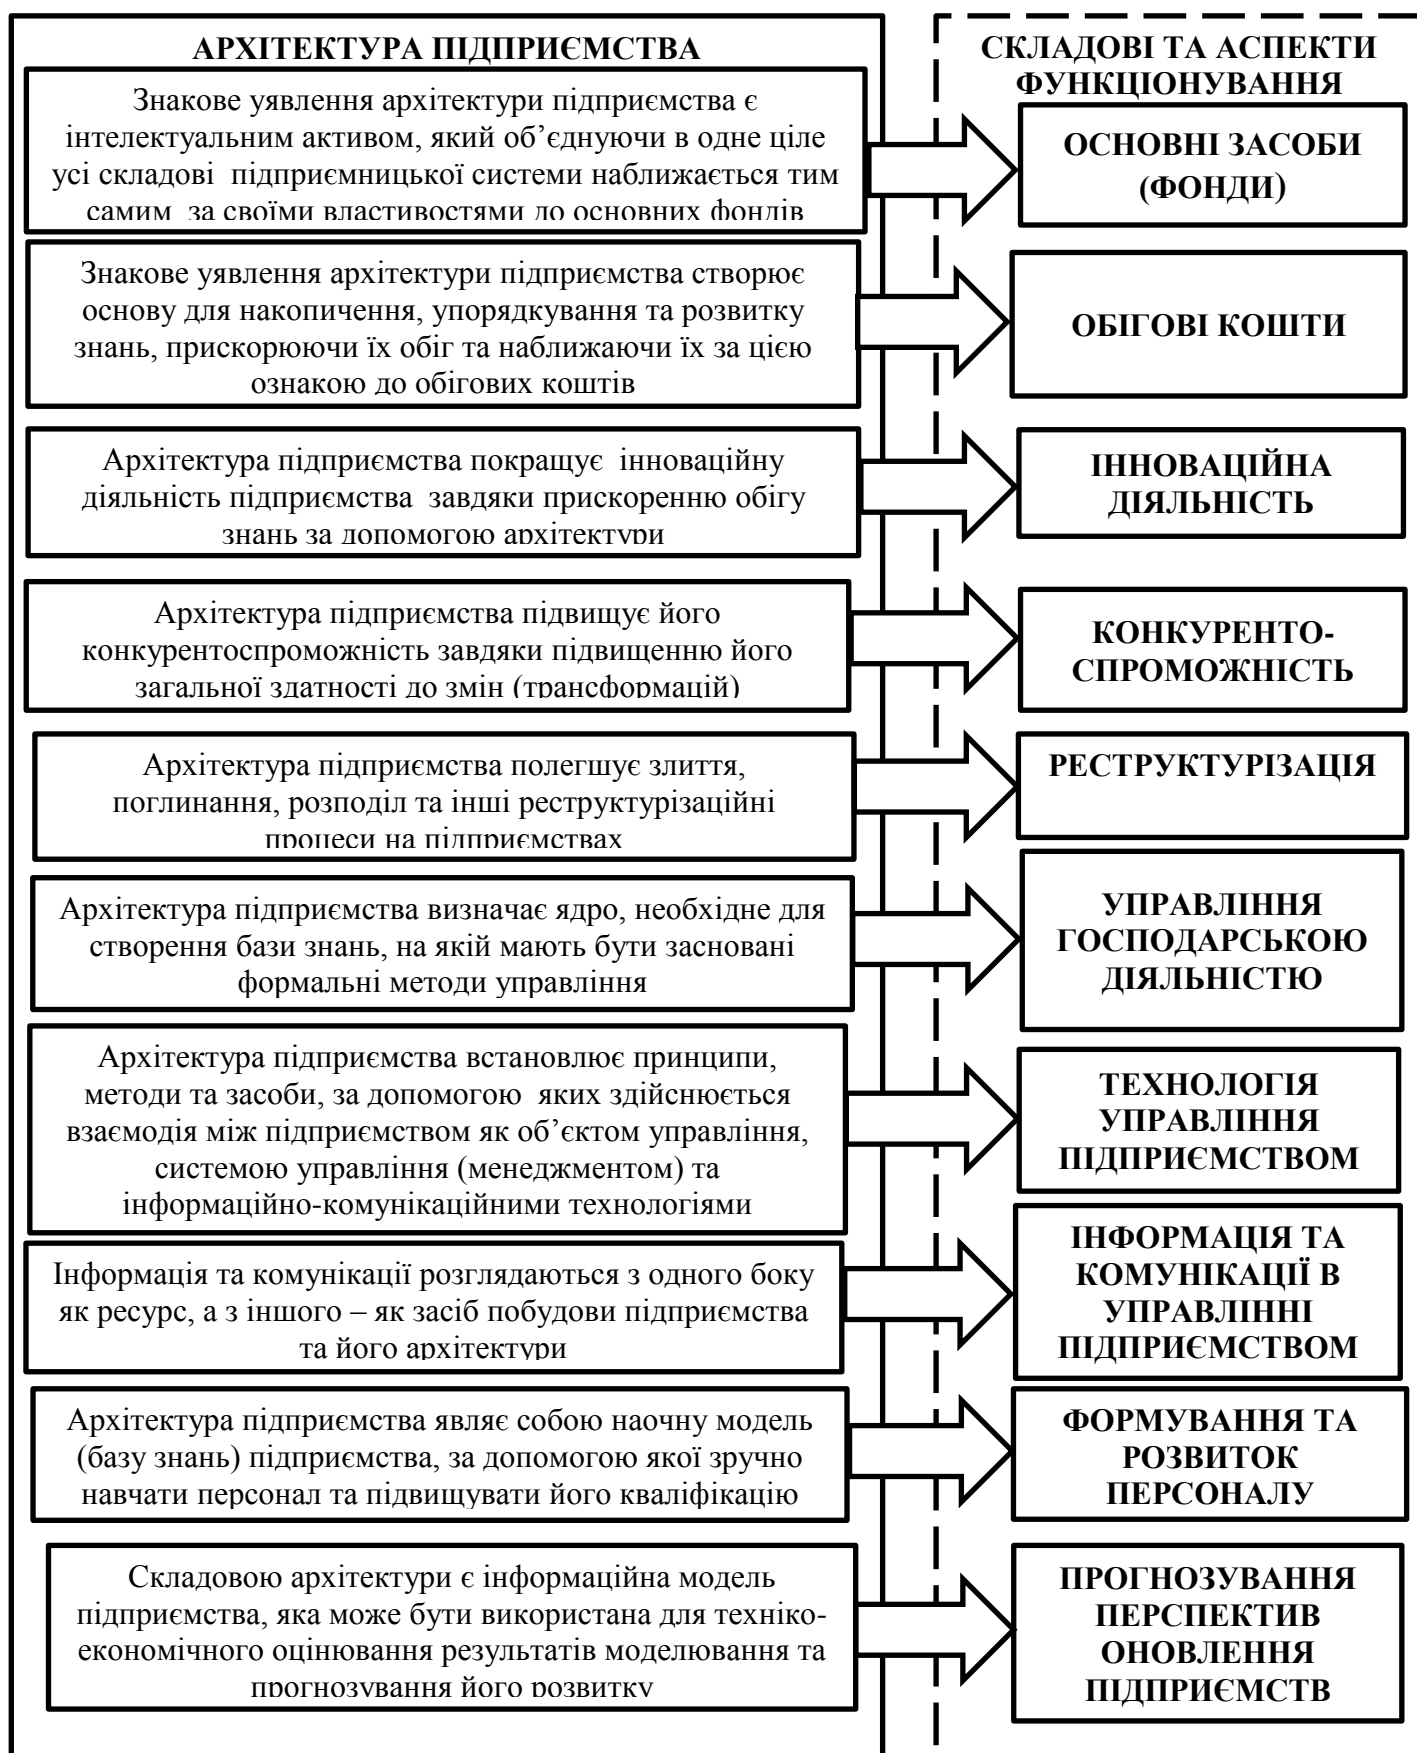 АРХІТЕКТУРА ПІДПРИЄМСТВА
Знакове уявлення архітектури підприємства є
інтелектуальним активом, який об’єднуючи в одне ціле
усі складові підприємницької системи наближається тим
самим за своїми властивостями до основних фондів
Знакове уявлення архітектури підприємства створює
основу для накопичення, упорядкування та розвитку
знань, прискорюючи їх обіг та наближаючи їх за цією
ознакою до обігових коштів
Архітектура підприємства покращує інноваційну
діяльність підприємства завдяки прискоренню обігу
знань за допомогою архітектури
Архітектура підприємства підвищує його
конкурентоспроможність завдяки підвищенню його
загальної здатності до змін (трансформацій)
Архітектура підприємства полегшує злиття,
поглинання, розподіл та інші реструктурізаційні
процеси на підприємствах
Архітектура підприємства визначає ядро, необхідне для
створення бази знань, на якій мають бути засновані
формальні методи управління
Архітектура підприємства встановлює принципи,
методи та засоби, за допомогою яких здійснюється
взаємодія між підприємством як об’єктом управління,
системою управління (менеджментом) та
інформаційно-комунікаційними технологіями
Інформація та комунікації розглядаються з одного боку
як ресурс, а з іншого – як засіб побудови підприємства
та його архітектури
Архітектура підприємства являє собою наочну модель
(базу знань) підприємства, за допомогою якої зручно
навчати персонал та підвищувати його кваліфікацію
Складовою архітектури є інформаційна модель
підприємства, яка може бути використана для техніко-
економічного оцінювання результатів моделювання та
прогнозування його розвитку
СКЛАДОВІ ТА АСПЕКТИ
ФУНКЦІОНУВАННЯ
ОСНОВНІ ЗАСОБИ
(ФОНДИ)
ОБІГОВІ КОШТИ
ІННОВАЦІЙНА
ДІЯЛЬНІСТЬ
КОНКУРЕНТО-
СПРОМОЖНІСТЬ
РЕСТРУКТУРІЗАЦІЯ
УПРАВЛІННЯ
ГОСПОДАРСЬКОЮ
ДІЯЛЬНІСТЮ
ТЕХНОЛОГІЯ
УПРАВЛІННЯ
ПІДПРИЄМСТВОМ
ІНФОРМАЦІЯ ТА
КОМУНІКАЦІЇ В
УПРАВЛІННІ
ПІДПРИЄМСТВОМ
ФОРМУВАННЯ ТА
РОЗВИТОК
ПЕРСОНАЛУ
ПРОГНОЗУВАННЯ
ПЕРСПЕКТИВ
ОНОВЛЕННЯ
ПІДПРИЄМСТВ